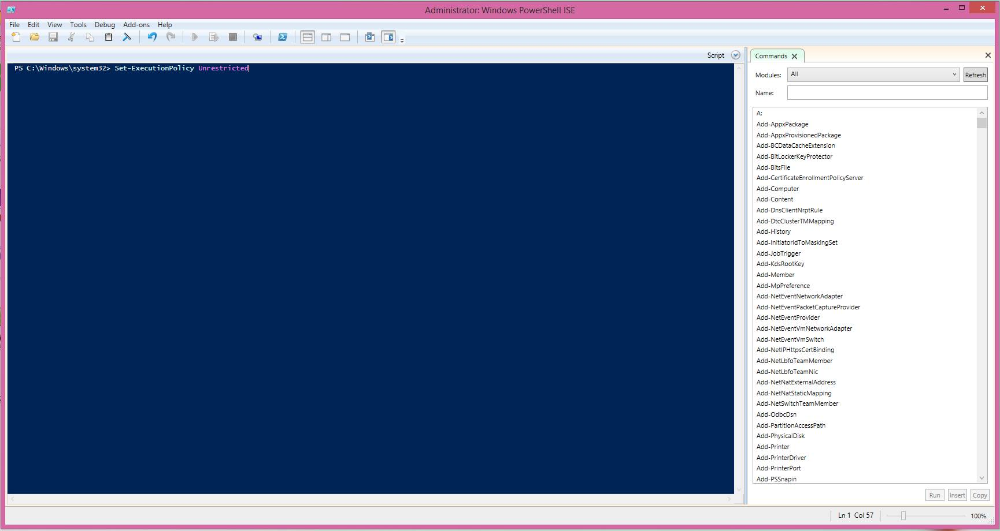 Administrator: Windows PowerShell ISE
File Edit View Tools Debug Add-ons Help
Script
PS C:\Windows\system32> Set-ExecutionPolicy Unrestricted
Commands
Modules: All Refresh
Name:
A:
Add-AppxPackage
Add-AppxProvisionedPackage
Add-BCDataCacheExtension
Add-BitLockerKeyProtector
Add-BitsFile
Add-CertificateEnrollmentPolicyServer
Add-Computer
Add-Content
Add-DnsClientNrptRule
Add-DtcClusterTMMapping
Add-History
Add-InitiatorIdToMaskingSet
Add-JobTrigger
Add-KdsRootKey
Add-Member
Add-MpPreference
Add-NetEventNetworkAdapter
Add-NetEventPacketCaptureProvider
Add-NetEventProvider
Add-NetEventVmNetworkAdapter
Add-NetEventVmSwitch
Add-NetIPHttpsCertBinding
Add-NetLbfoTeamMember
Add-NetLbfoTeamNic
Add-NetNatExternalAddress
Add-NetNatStaticMapping
Add-NetSwitchTeamMember
Add-OdbcDsn
Add-PartitionAccessPath
Add-PhysicalDisk
Add-Printer
Add-PrinterDriver
Add-PrinterPort
Add-PSSnapin
Run Insert Copy
Ln 1 Col 57 100%